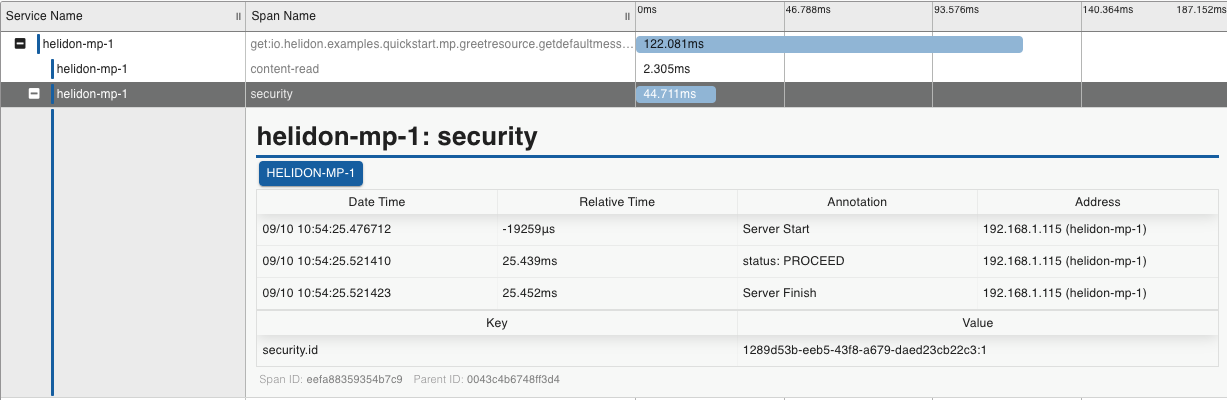 Service Name Span Name 0ms 46.788ms 93.576ms 140.364ms 187.152ms
helidon-mp-1 get:io.helidon.examples.quickstart.mp.greetresource.getdefaultmess... 122.081ms
helidon-mp-1 content-read 2.305ms
helidon-mp-1 security 44.711ms
helidon-mp-1: security
HELIDON-MP-1
Date Time Relative Time Annotation Address
09/10 10:54:25.476712 -19259μs Server Start 192.168.1.115 (helidon-mp-1)
09/10 10:54:25.521410 25.439ms status: PROCEED 192.168.1.115 (helidon-mp-1)
09/10 10:54:25.521423 25.452ms Server Finish 192.168.1.115 (helidon-mp-1)
Key Value
security.id 1289d53b-eeb5-43f8-a679-daed23cb22c3:1
Span ID: eefa88359354b7c9 Parent ID: 0043c4b6748ff3d4